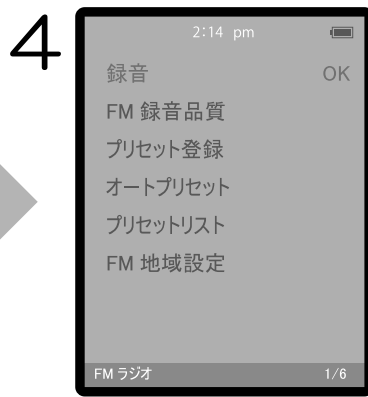 4
2:14 pm
録音 OK
FM 録音品質
プリセット登録
オートプリセット
プリセットリスト
FM 地域設定
FM ラジオ 1/6